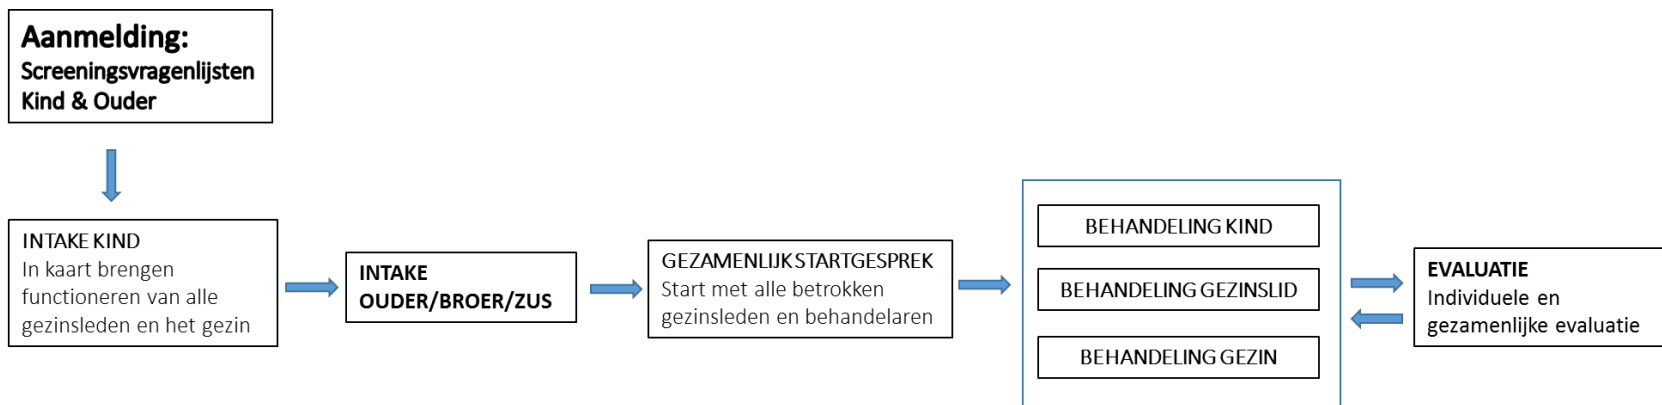 Aanmelding:
Screeningsvragenlijsten
Kind & Ouder
INTAKE KIND
In kaart brengen
functioneren van alle
gezinsleden en het gezin
INTAKE
OUDER/BROER/ZUS
GEZAMENLIJK STARTGESPREK
Start met alle betrokken
gezinsleden en behandelaren
BEHANDELING KIND
BEHANDELING GEZINSLID
BEHANDELING GEZIN
EVALUATIE
Individuele en
gezamenlijke evaluatie